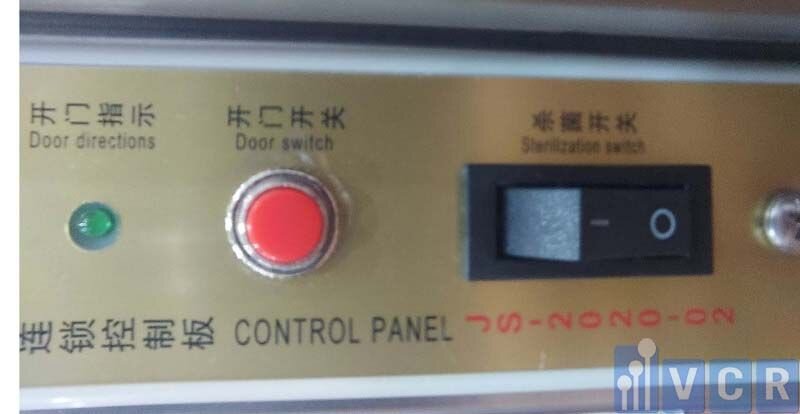 开门指示
Door directions
开门开关
Door switch
杀菌开关
Sterilization switch
连锁控制板 CONTROL PANEL JS-2020-02
VCR